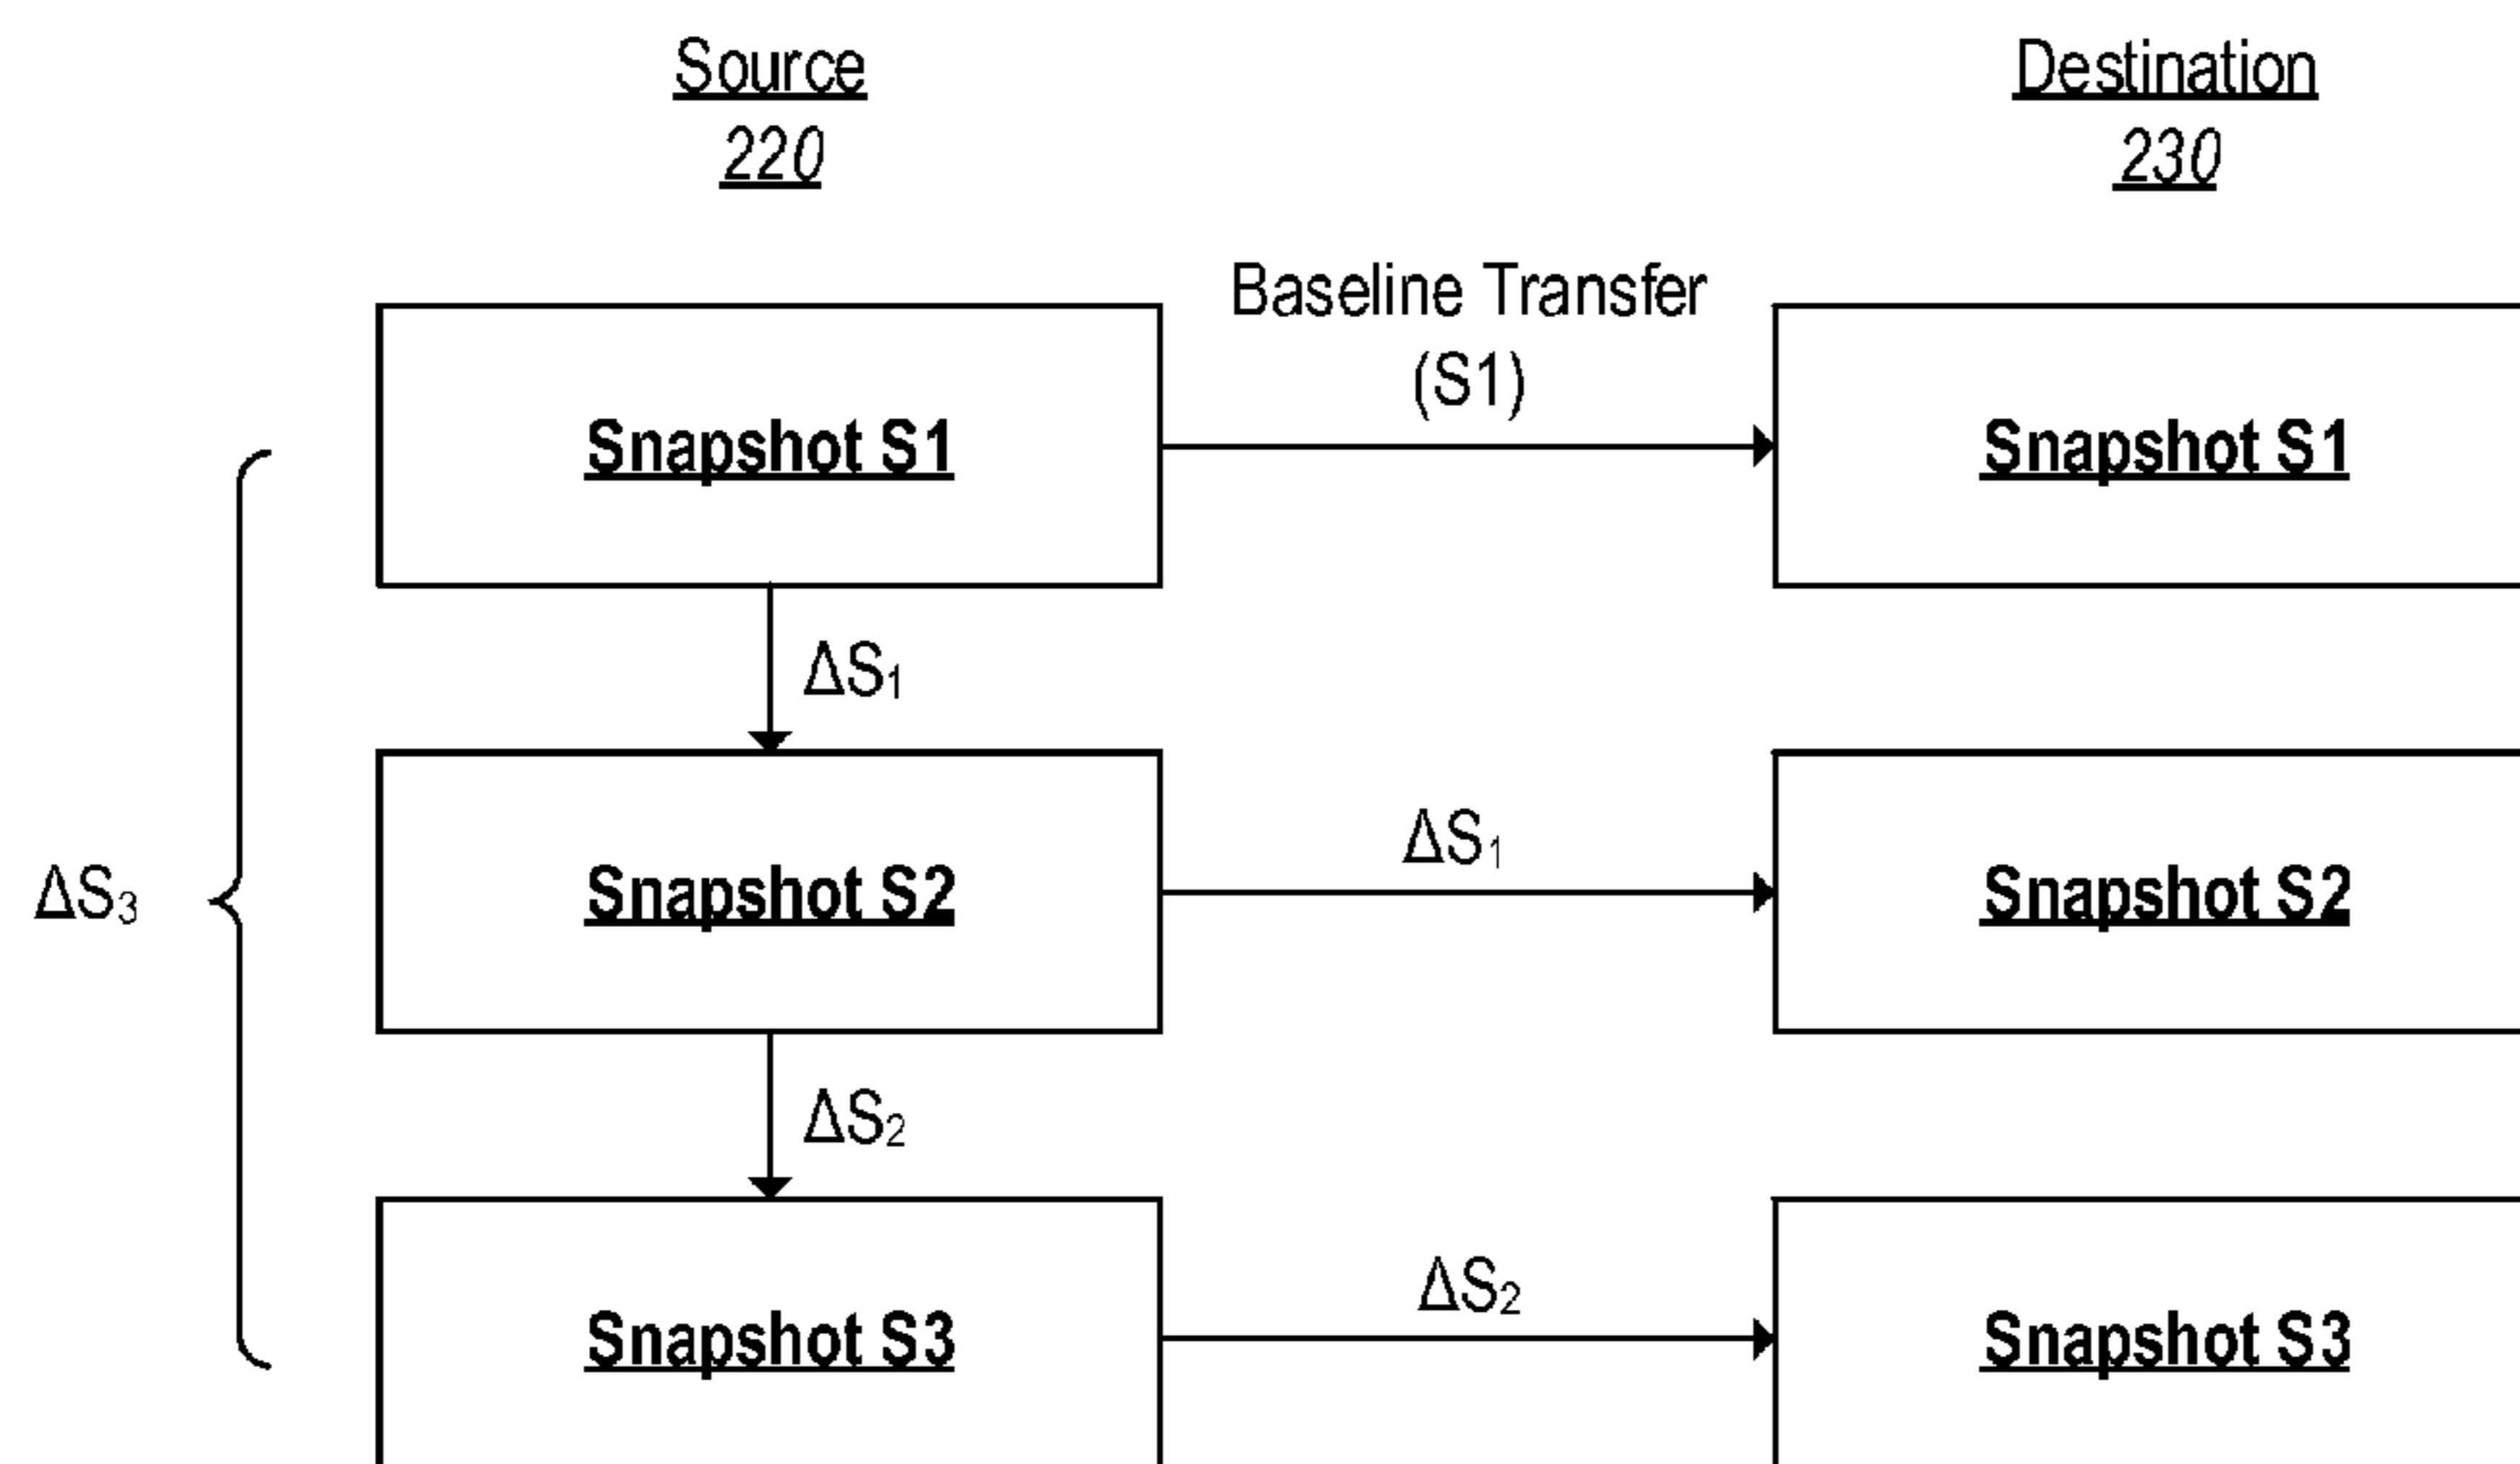 Source
220
Destination
230
Baseline Transfer
(S1)
Snapshot S1
Snapshot S1
ΔS₁
ΔS₃
Snapshot S2
ΔS₁
Snapshot S2
ΔS₂
Snapshot S3
ΔS₂
Snapshot S3